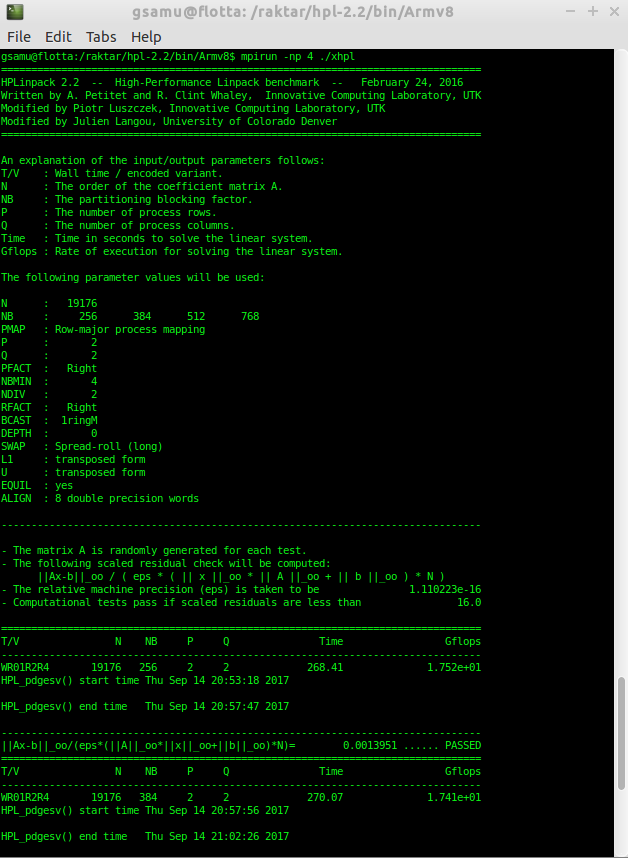 gsamu@flotta: /raktar/hpl-2.2/bin/Armv8
File Edit Tabs Help
gsamu@flotta:/raktar/hpl-2.2/bin/Armv8$ mpirun -np 4 ./xhpl
================================================================================
HPLinpack 2.2  --  High-Performance Linpack benchmark  --   February 24, 2016
Written by A. Petitet and R. Clint Whaley,  Innovative Computing Laboratory, UTK
Modified by Piotr Luszczek, Innovative Computing Laboratory, UTK
Modified by Julien Langou, University of Colorado Denver
================================================================================
An explanation of the input/output parameters follows:
T/V    : Wall time / encoded variant.
N      : The order of the coefficient matrix A.
NB     : The partitioning blocking factor.
P      : The number of process rows.
Q      : The number of process columns.
Time   : Time in seconds to solve the linear system.
Gflops : Rate of execution for solving the linear system.
The following parameter values will be used:
N      :   19176
NB     :     256      384      512      768
PMAP   : Row-major process mapping
P      :       2
Q      :       2
PFACT  :   Right
NBMIN  :       4
NDIV   :       2
RFACT  :   Right
BCAST  :  1ringM
DEPTH  :       0
SWAP   : Spread-roll (long)
L1     : transposed form
U      : transposed form
EQUIL  : yes
ALIGN  : 8 double precision words
--------------------------------------------------------------------------------
- The matrix A is randomly generated for each test.
- The following scaled residual check will be computed:
      ||Ax-b||_oo / ( eps * ( || x ||_oo * || A ||_oo + || b ||_oo ) * N )
- The relative machine precision (eps) is taken to be               1.110223e-16
- Computational tests pass if scaled residuals are less than                16.0
================================================================================
T/V                N    NB     P     Q               Time                 Gflops
--------------------------------------------------------------------------------
WR01R2R4       19176   256     2     2             268.41              1.752e+01
HPL_pdgesv() start time Thu Sep 14 20:53:18 2017
HPL_pdgesv() end time   Thu Sep 14 20:57:47 2017
--------------------------------------------------------------------------------
||Ax-b||_oo/(eps*(||A||_oo*||x||_oo+||b||_oo)*N)=        0.0013951 ...... PASSED
================================================================================
T/V                N    NB     P     Q               Time                 Gflops
--------------------------------------------------------------------------------
WR01R2R4       19176   384     2     2             270.07              1.741e+01
HPL_pdgesv() start time Thu Sep 14 20:57:56 2017
HPL_pdgesv() end time   Thu Sep 14 21:02:26 2017